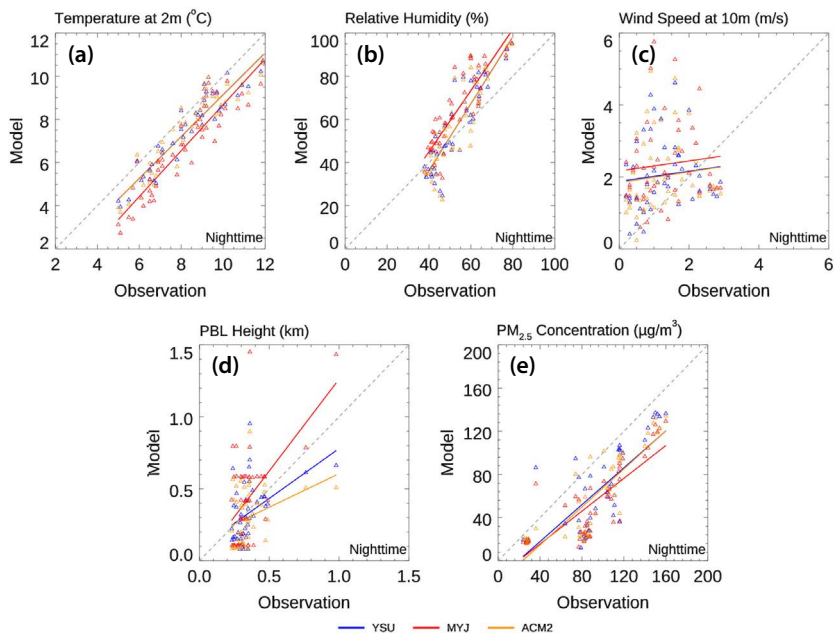 Temperature at 2m (°C)
(a)
12
10
8
6
4
2
Model
Nighttime
2 4 6 8 10 12
Observation
Relative Humidity (%)
(b)
100
80
60
40
20
0
Model
Nighttime
0 20 40 60 80 100
Observation
Wind Speed at 10m (m/s)
(c)
6
4
2
0
Model
Nighttime
0 2 4 6
Observation
PBL Height (km)
(d)
1.5
1.0
0.5
0.0
Model
Nighttime
0.0 0.5 1.0 1.5
Observation
PM2.5 Concentration (μg/m³)
(e)
200
160
120
80
40
0
Model
Nighttime
0 40 80 120 160 200
Observation
YSU MYJ ACM2